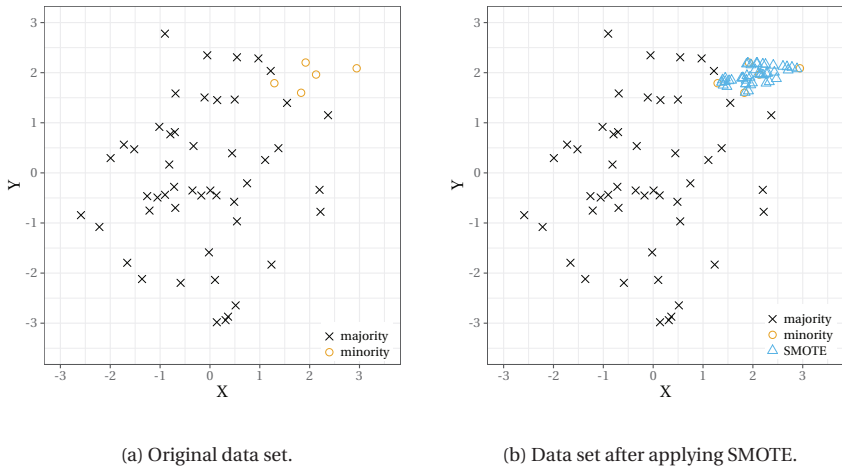 3
2
1
0
-1
-2
-3
Y
-3 -2 -1 0 1 2 3
X
majority
minority
(a) Original data set.
3
2
1
0
-1
-2
-3
Y
-3 -2 -1 0 1 2 3
X
majority
minority
SMOTE
(b) Data set after applying SMOTE.